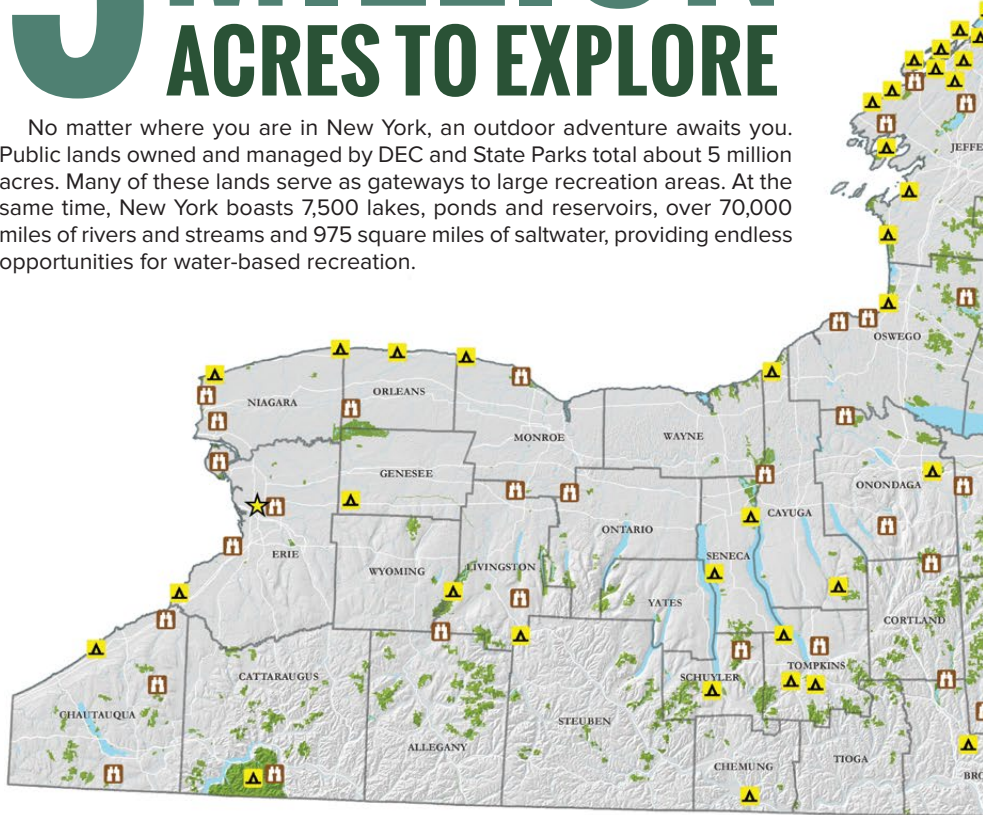 5 MILLION
ACRES TO EXPLORE
No matter where you are in New York, an outdoor adventure awaits you.
Public lands owned and managed by DEC and State Parks total about 5 million
acres. Many of these lands serve as gateways to large recreation areas. At the
same time, New York boasts 7,500 lakes, ponds and reservoirs, over 70,000
miles of rivers and streams and 975 square miles of saltwater, providing endless
opportunities for water-based recreation.
JEFFE
OSWEGO
NIAGARA
ORLEANS
MONROE
WAYNE
GENESEE
ONONDAGA
CAYUGA
ONTARIO
ERIE
SENECA
WYOMING
LIVINGSTON
YATES
CORTLAND
CATTARAUGUS
SCHUYLER
TOMPKINS
CHAUTAUQUA
STEUBEN
ALLEGANY
TIOGA
CHEMUNG
BRO